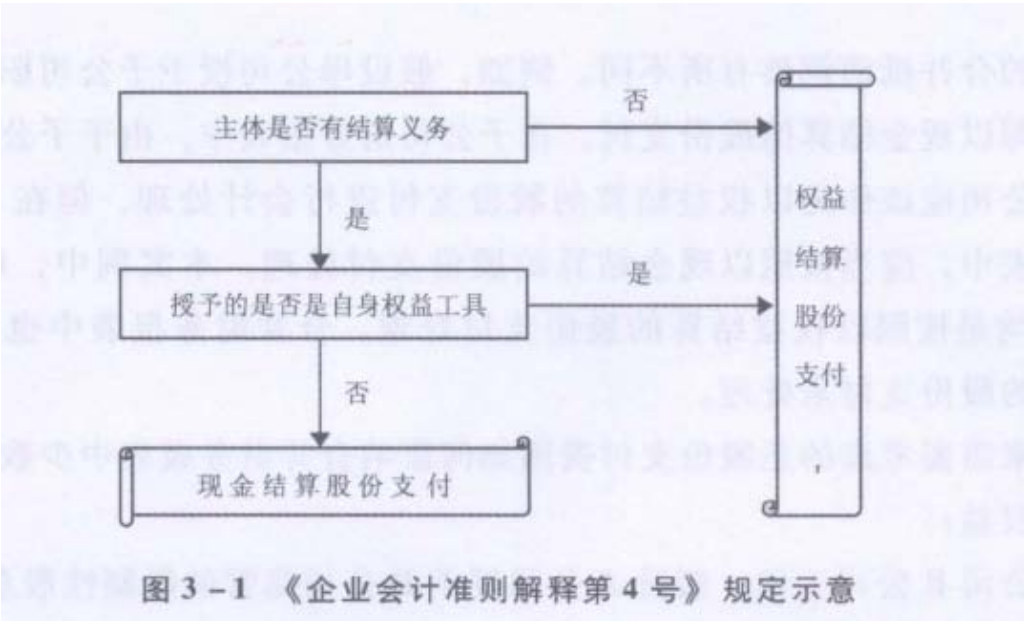 主体是否有结算义务
否
是
授予的是否是自身权益工具
是
否
现金结算股份支付
权益
结算
股份
支付
图 3-1 《企业会计准则解释第 4 号》规定示意